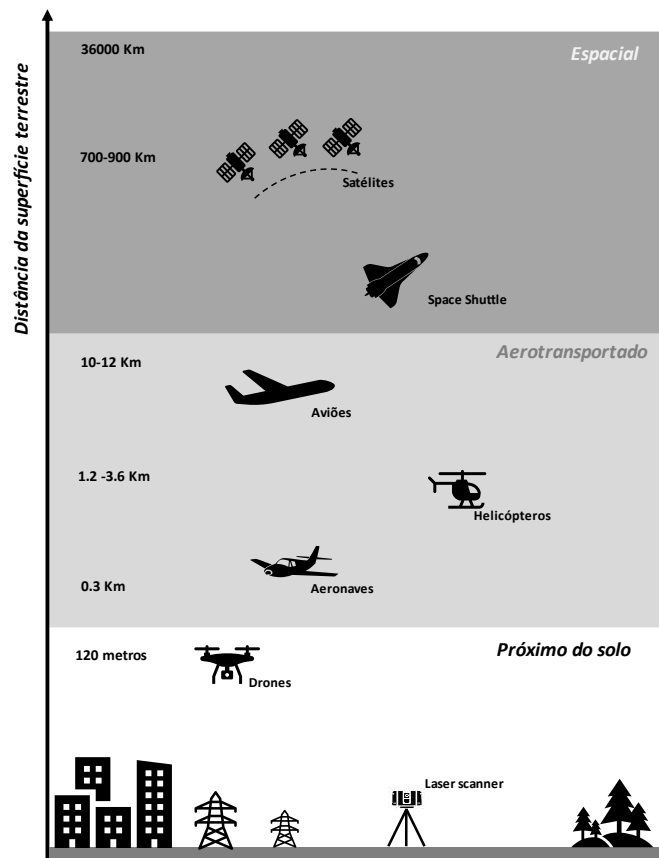 Distância da superfície terrestre
36000 Km
Espacial
700-900 Km
Satélites
Space Shuttle
Aerotransportado
10-12 Km
Aviões
1.2 -3.6 Km
Helicópteros
0.3 Km
Aeronaves
120 metros
Próximo do solo
Drones
Laser scanner